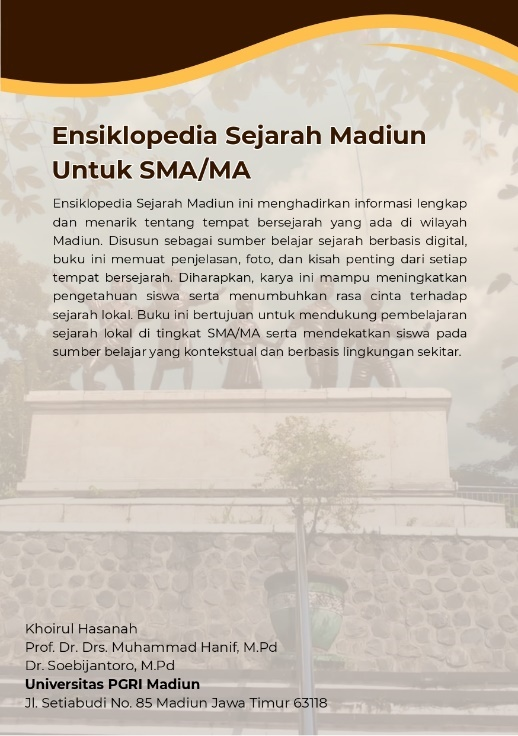 Ensiklopedia Sejarah Madiun
Untuk SMA/MA
Ensiklopedia Sejarah Madiun ini menghadirkan informasi lengkap
dan menarik tentang tempat bersejarah yang ada di wilayah
Madiun. Disusun sebagai sumber belajar sejarah berbasis digital,
buku ini memuat penjelasan, foto, dan kisah penting dari setiap
tempat bersejarah. Diharapkan, karya ini mampu meningkatkan
pengetahuan siswa serta menumbuhkan rasa cinta terhadap
sejarah lokal. Buku ini bertujuan untuk mendukung pembelajaran
sejarah lokal di tingkat SMA/MA serta mendekatkan siswa pada
sumber belajar yang kontekstual dan berbasis lingkungan sekitar.
Khoirul Hasanah
Prof. Dr. Drs. Muhammad Hanif, M.Pd
Dr. Soebijantoro, M.Pd
Universitas PGRI Madiun
Jl. Setiabudi No. 85 Madiun Jawa Timur 63118